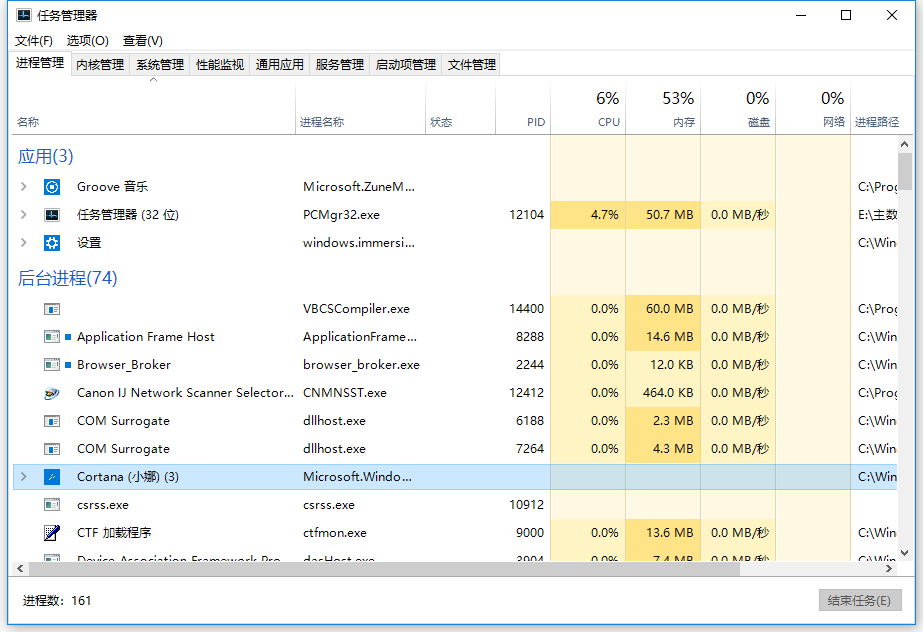 任务管理器
文件(F) 选项(O) 查看(V)
进程管理 内核管理 系统管理 性能监视 通用应用 服务管理 启动项管理 文件管理
6% 53% 0% 0%
名称 进程名称 状态 PID CPU 内存 磁盘 网络 进程路径
应用(3)
Groove 音乐 Microsoft.ZuneM... C:\Prog
任务管理器 (32 位) PCMgr32.exe 12104 4.7% 50.7 MB 0.0 MB/秒 E:\主数
设置 windows.immersi... C:\Win
后台进程(74)
VBCSCompiler.exe 14400 0.0% 60.0 MB 0.0 MB/秒 C:\Prog
Application Frame Host ApplicationFrame... 8288 0.0% 14.6 MB 0.0 MB/秒 C:\Win
Browser_Broker browser_broker.exe 2244 0.0% 12.0 KB 0.0 MB/秒 C:\Win
Canon IJ Network Scanner Selector... CNMNSST.exe 12412 0.0% 464.0 KB 0.0 MB/秒 C:\Prog
COM Surrogate dllhost.exe 6188 0.0% 2.3 MB 0.0 MB/秒 C:\Win
COM Surrogate dllhost.exe 7264 0.0% 4.3 MB 0.0 MB/秒 C:\Win
Cortana (小娜) (3) Microsoft.Windo... C:\Win
csrss.exe csrss.exe 10912
CTF 加载程序 ctfmon.exe 9000 0.0% 13.6 MB 0.0 MB/秒 C:\Win
Device Association Framework Pro... dasHost.exe 3904 0.0% 7.4 MB 0.0 MB/秒 C:\Win
进程数: 161 结束任务(E)